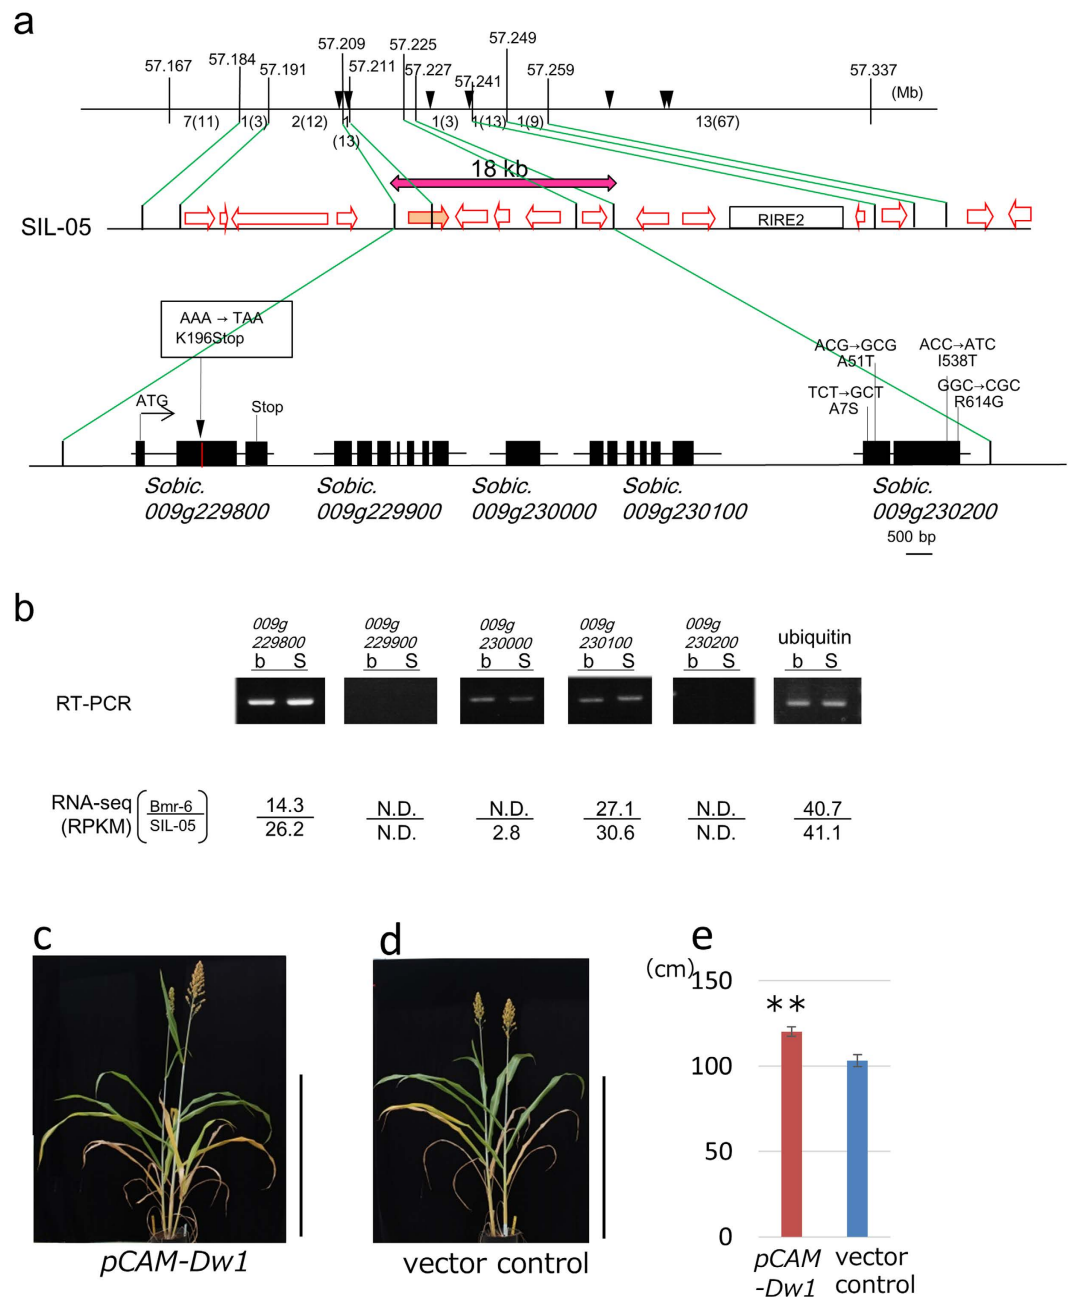 a
57.167
57.184
57.191
57.209
57.211
57.225
57.227
57.241
57.249
57.259
57.337
(Mb)
7(11)
1(3)
2(12)
1
(13)
1(3)
1(13)
1(9)
13(67)
18 kb
SIL-05
RIRE2
AAA → TAA
K196Stop
ATG
Stop
ACG→GCG
A51T
TCT→GCT
A7S
ACC→ATC
I538T
GGC→CGC
R614G
Sobic.
009g229800
Sobic.
009g229900
Sobic.
009g230000
Sobic.
009g230100
Sobic.
009g230200
500 bp
b
009g
229800
b S
009g
229900
b S
009g
230000
b S
009g
230100
b S
009g
230200
b S
ubiquitin
b S
RT-PCR
RNA-seq
(RPKM)
Bmr-6
SIL-05
14.3
26.2
N.D.
N.D.
N.D.
2.8
27.1
30.6
N.D.
N.D.
40.7
41.1
c
pCAM-Dw1
d
vector control
e
(cm)
150
100
50
0
**
pCAM
-Dw1
vector
control